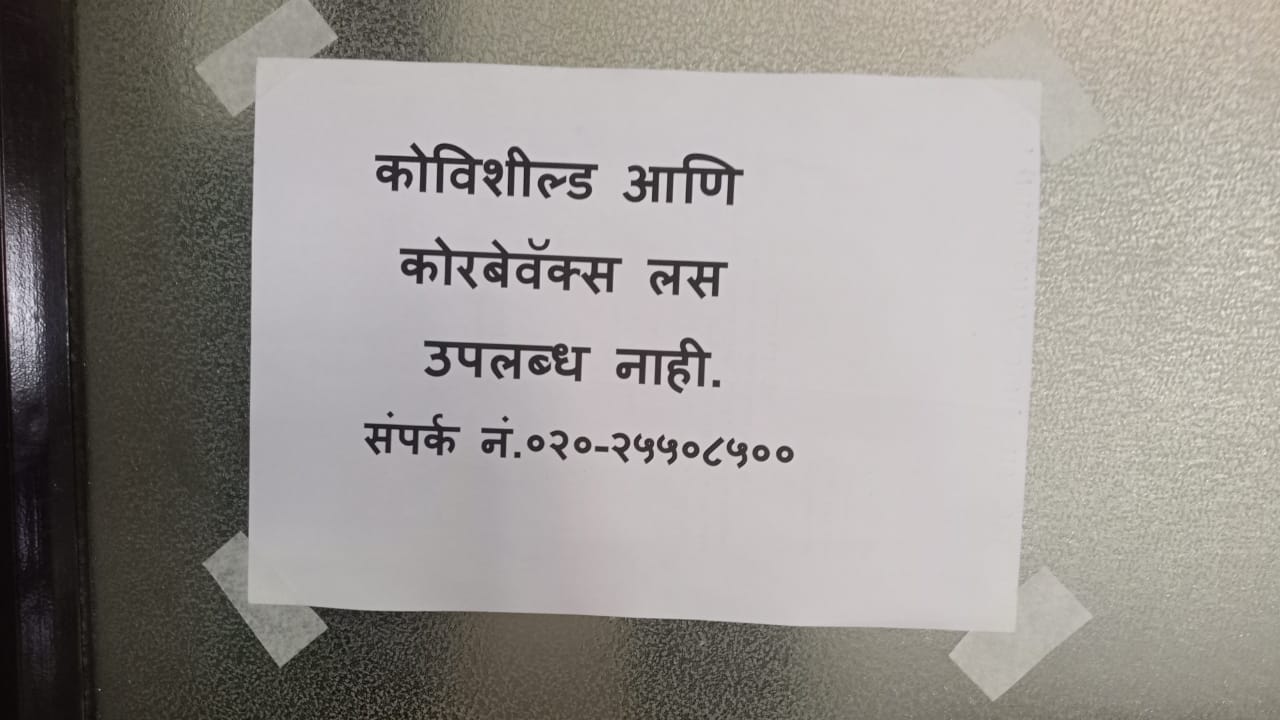 कोविशील्ड आणि
कोरबेवॅक्स लस
उपलब्ध नाही.
संपर्क नं.०२०-२५५०८५००